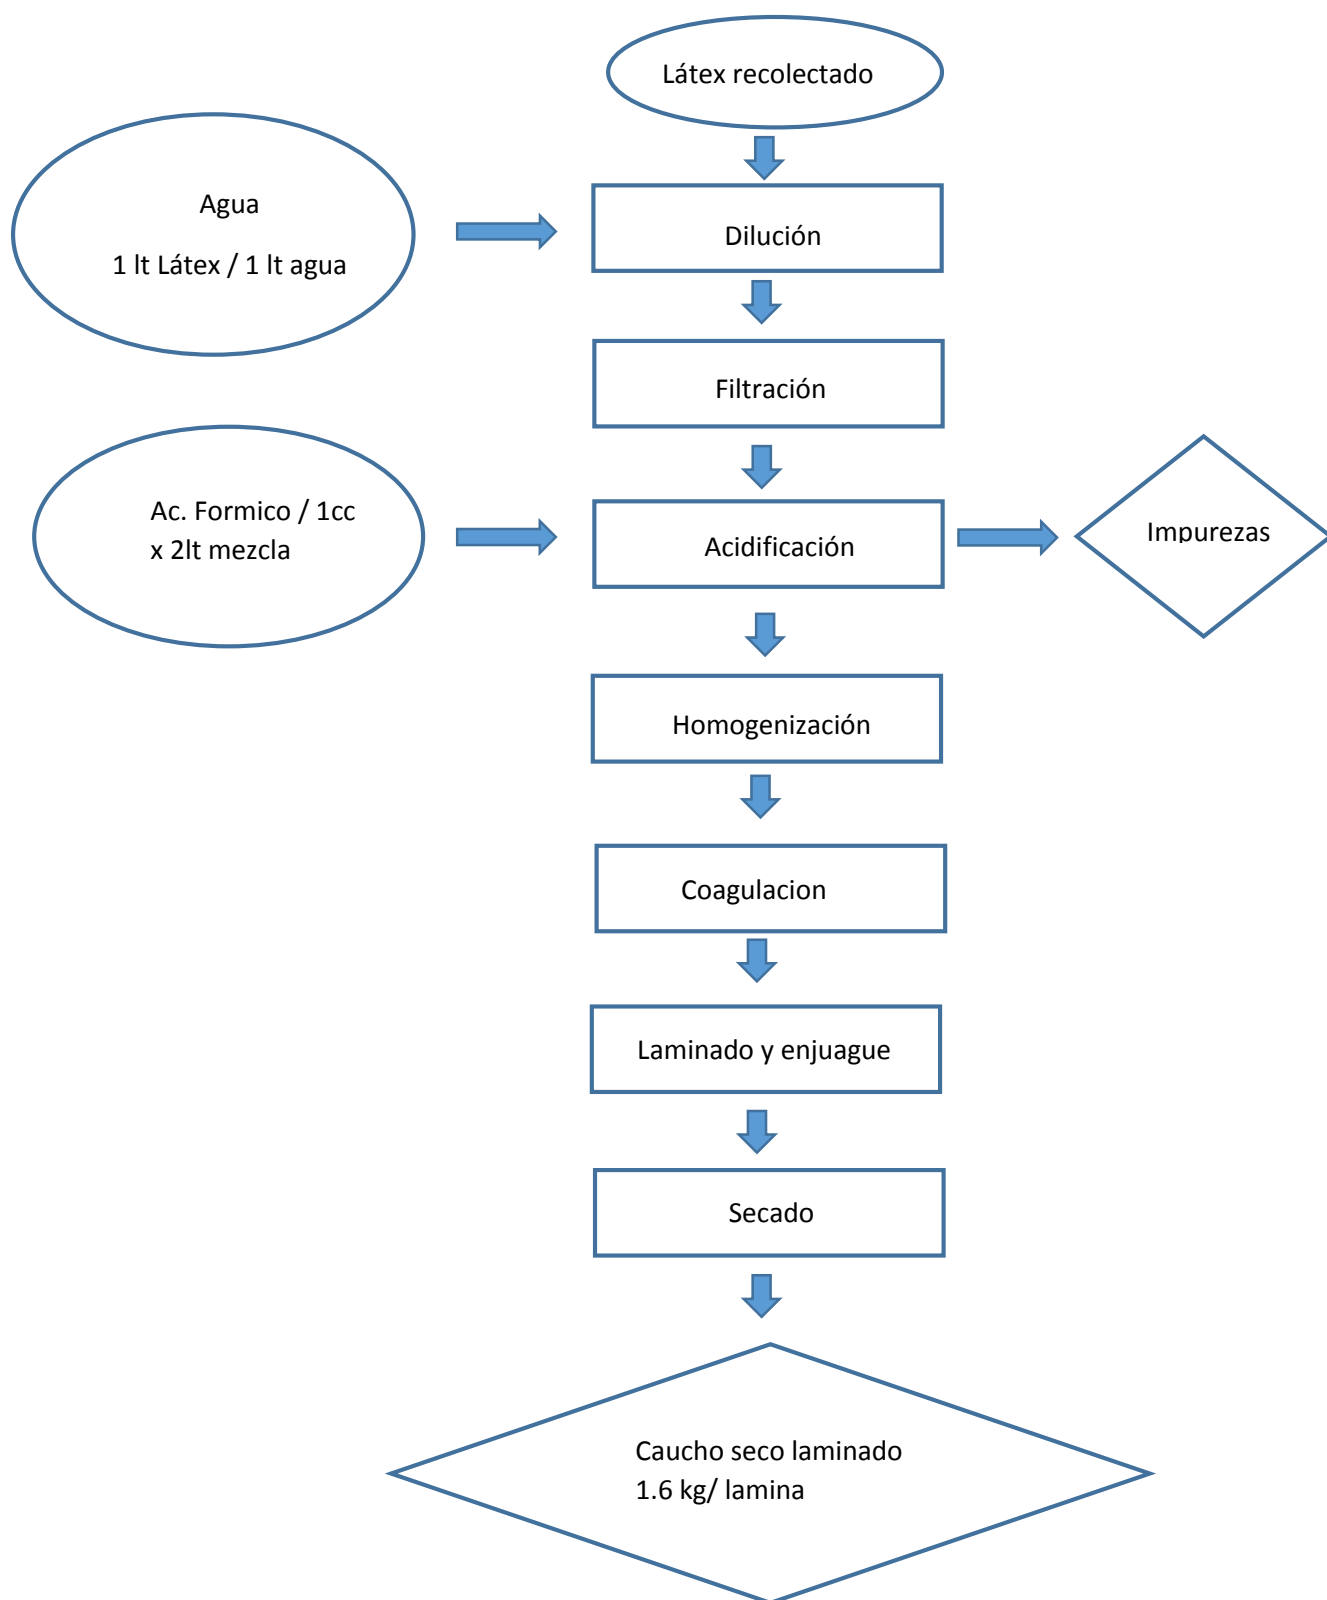 Látex recolectado
Agua
1 lt Látex / 1 lt agua
Dilución
Filtración
Ac. Formico / 1cc
x 2lt mezcla
Acidificación
Impurezas
Homogenización
Coagulacion
Laminado y enjuague
Secado
Caucho seco laminado
1.6 kg/ lamina